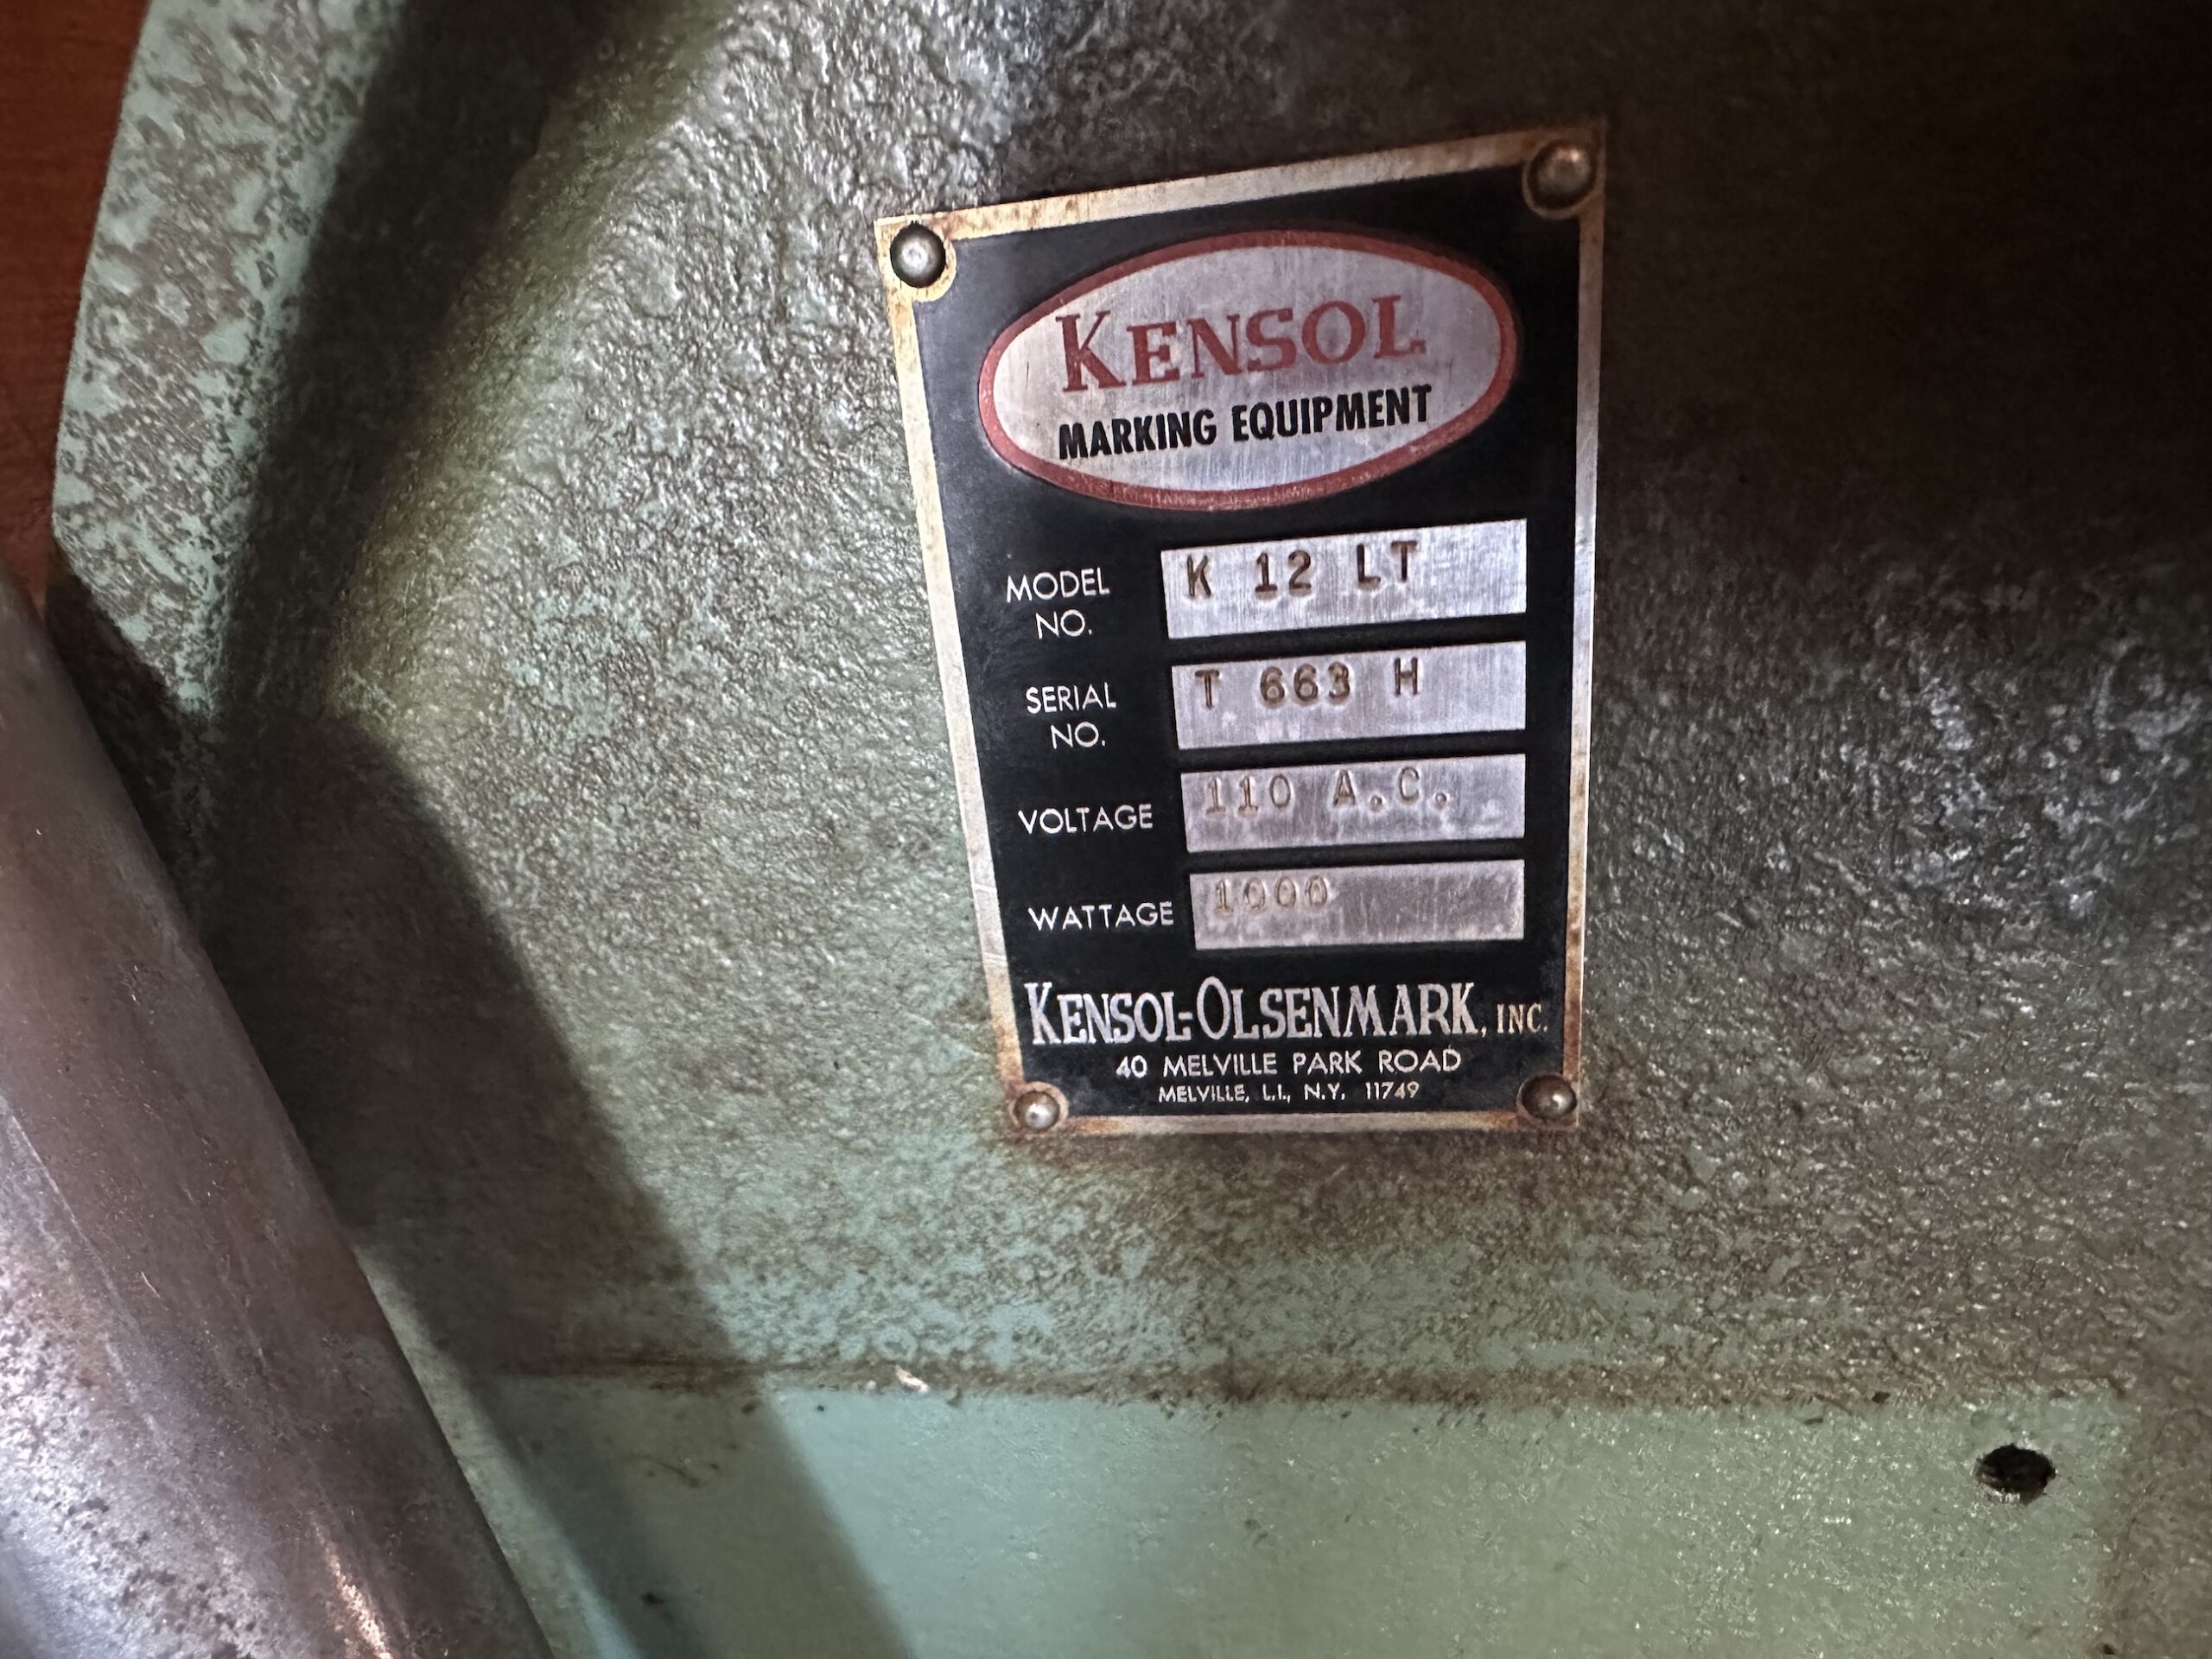 KENSOL
MARKING EQUIPMENT
MODEL NO. K 12 LT
SERIAL NO. T 663 H
VOLTAGE 110 A.C.
WATTAGE 1000
KENSOL-OLSENMARK, INC.
40 MELVILLE PARK ROAD
MELVILLE, L.I., N.Y. 11749